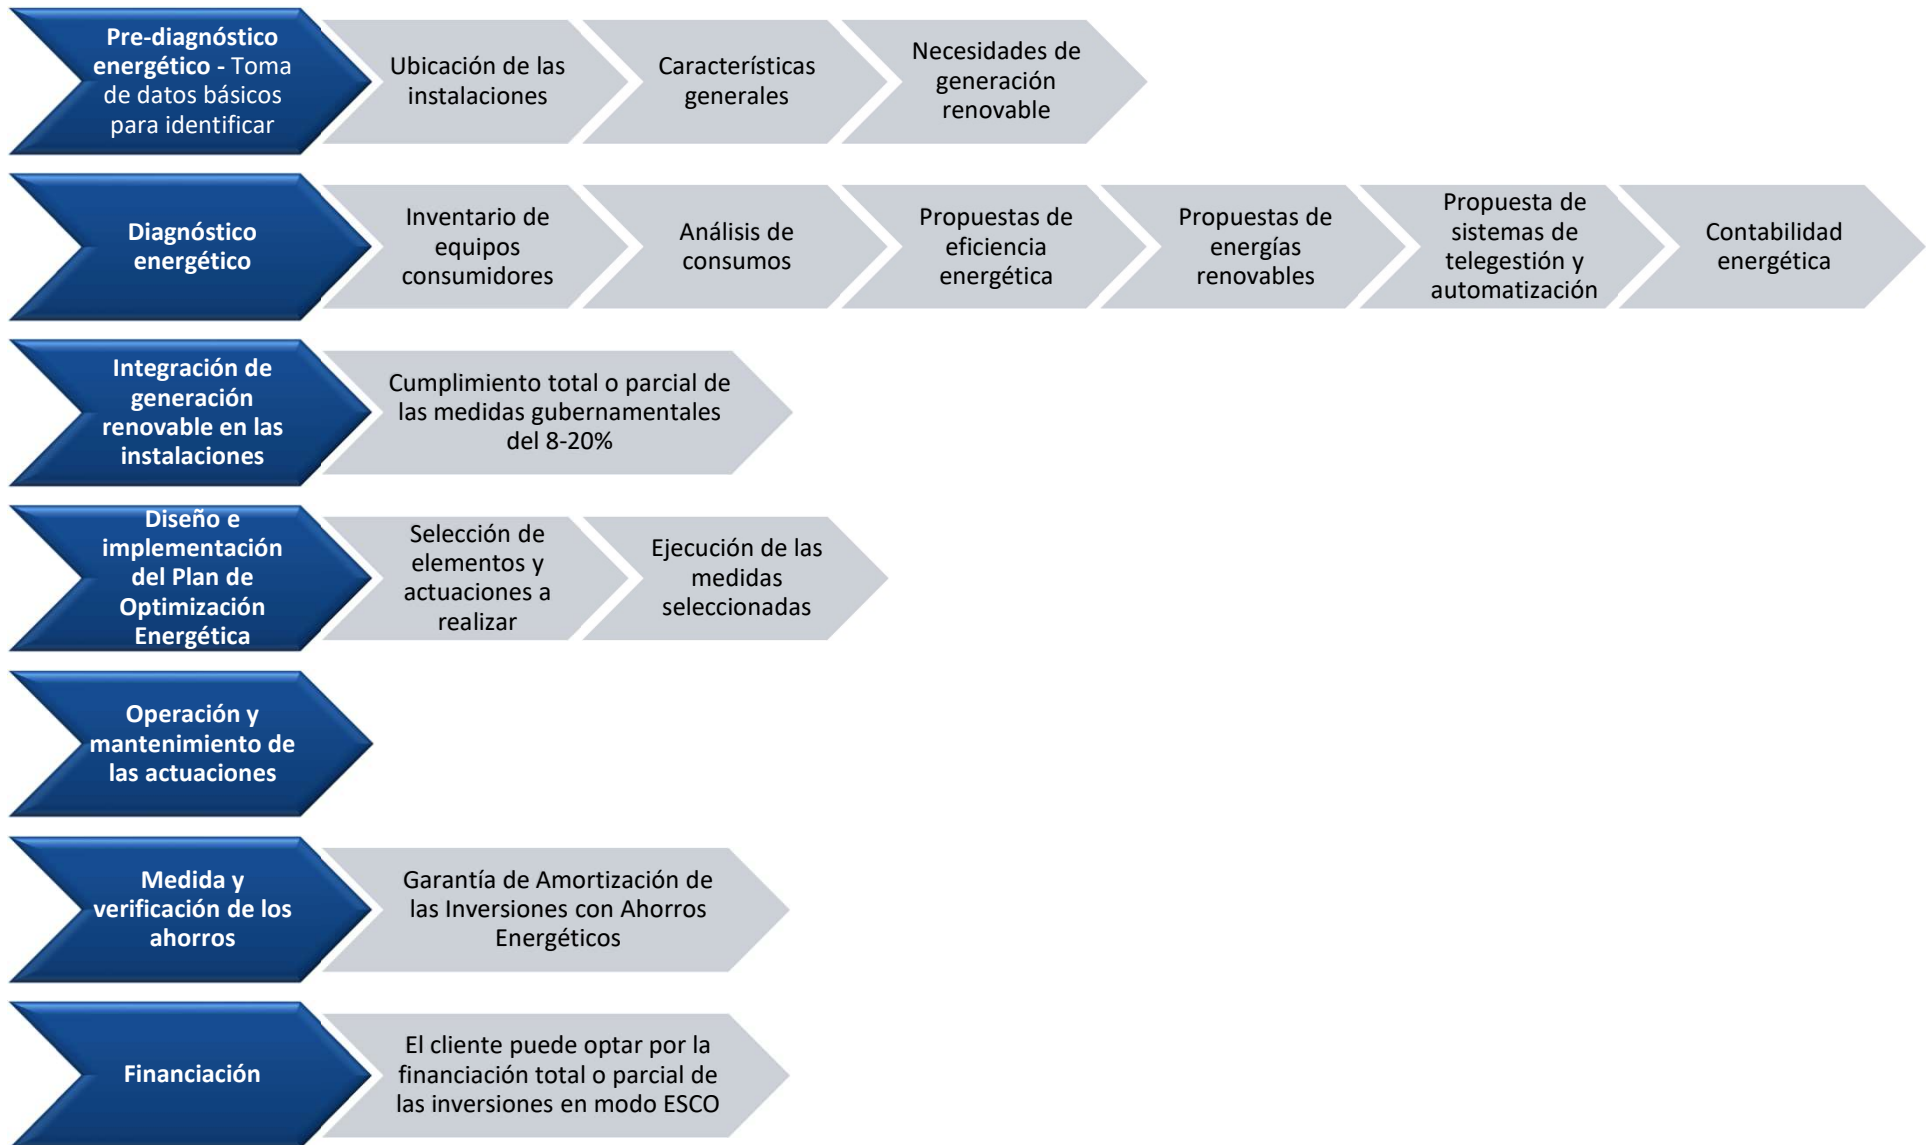 Pre-diagnóstico
energético - Toma
de datos básicos
para identificar
Ubicación de las
instalaciones
Características
generales
Necesidades de
generación
renovable
Diagnóstico
energético
Inventario de
equipos
consumidores
Análisis de
consumos
Propuestas de
eficiencia
energética
Propuestas de
energías
renovables
Propuesta de
sistemas de
telegestión y
automatización
Contabilidad
energética
Integración de
generación
renovable en las
instalaciones
Cumplimiento total o parcial de
las medidas gubernamentales
del 8-20%
Diseño e
implementación
del Plan de
Optimización
Energética
Selección de
elementos y
actuaciones a
realizar
Ejecución de las
medidas
seleccionadas
Operación y
mantenimiento de
las actuaciones
Medida y
verificación de los
ahorros
Garantía de Amortización de
las Inversiones con Ahorros
Energéticos
Financiación
El cliente puede optar por la
financiación total o parcial de
las inversiones en modo ESCO